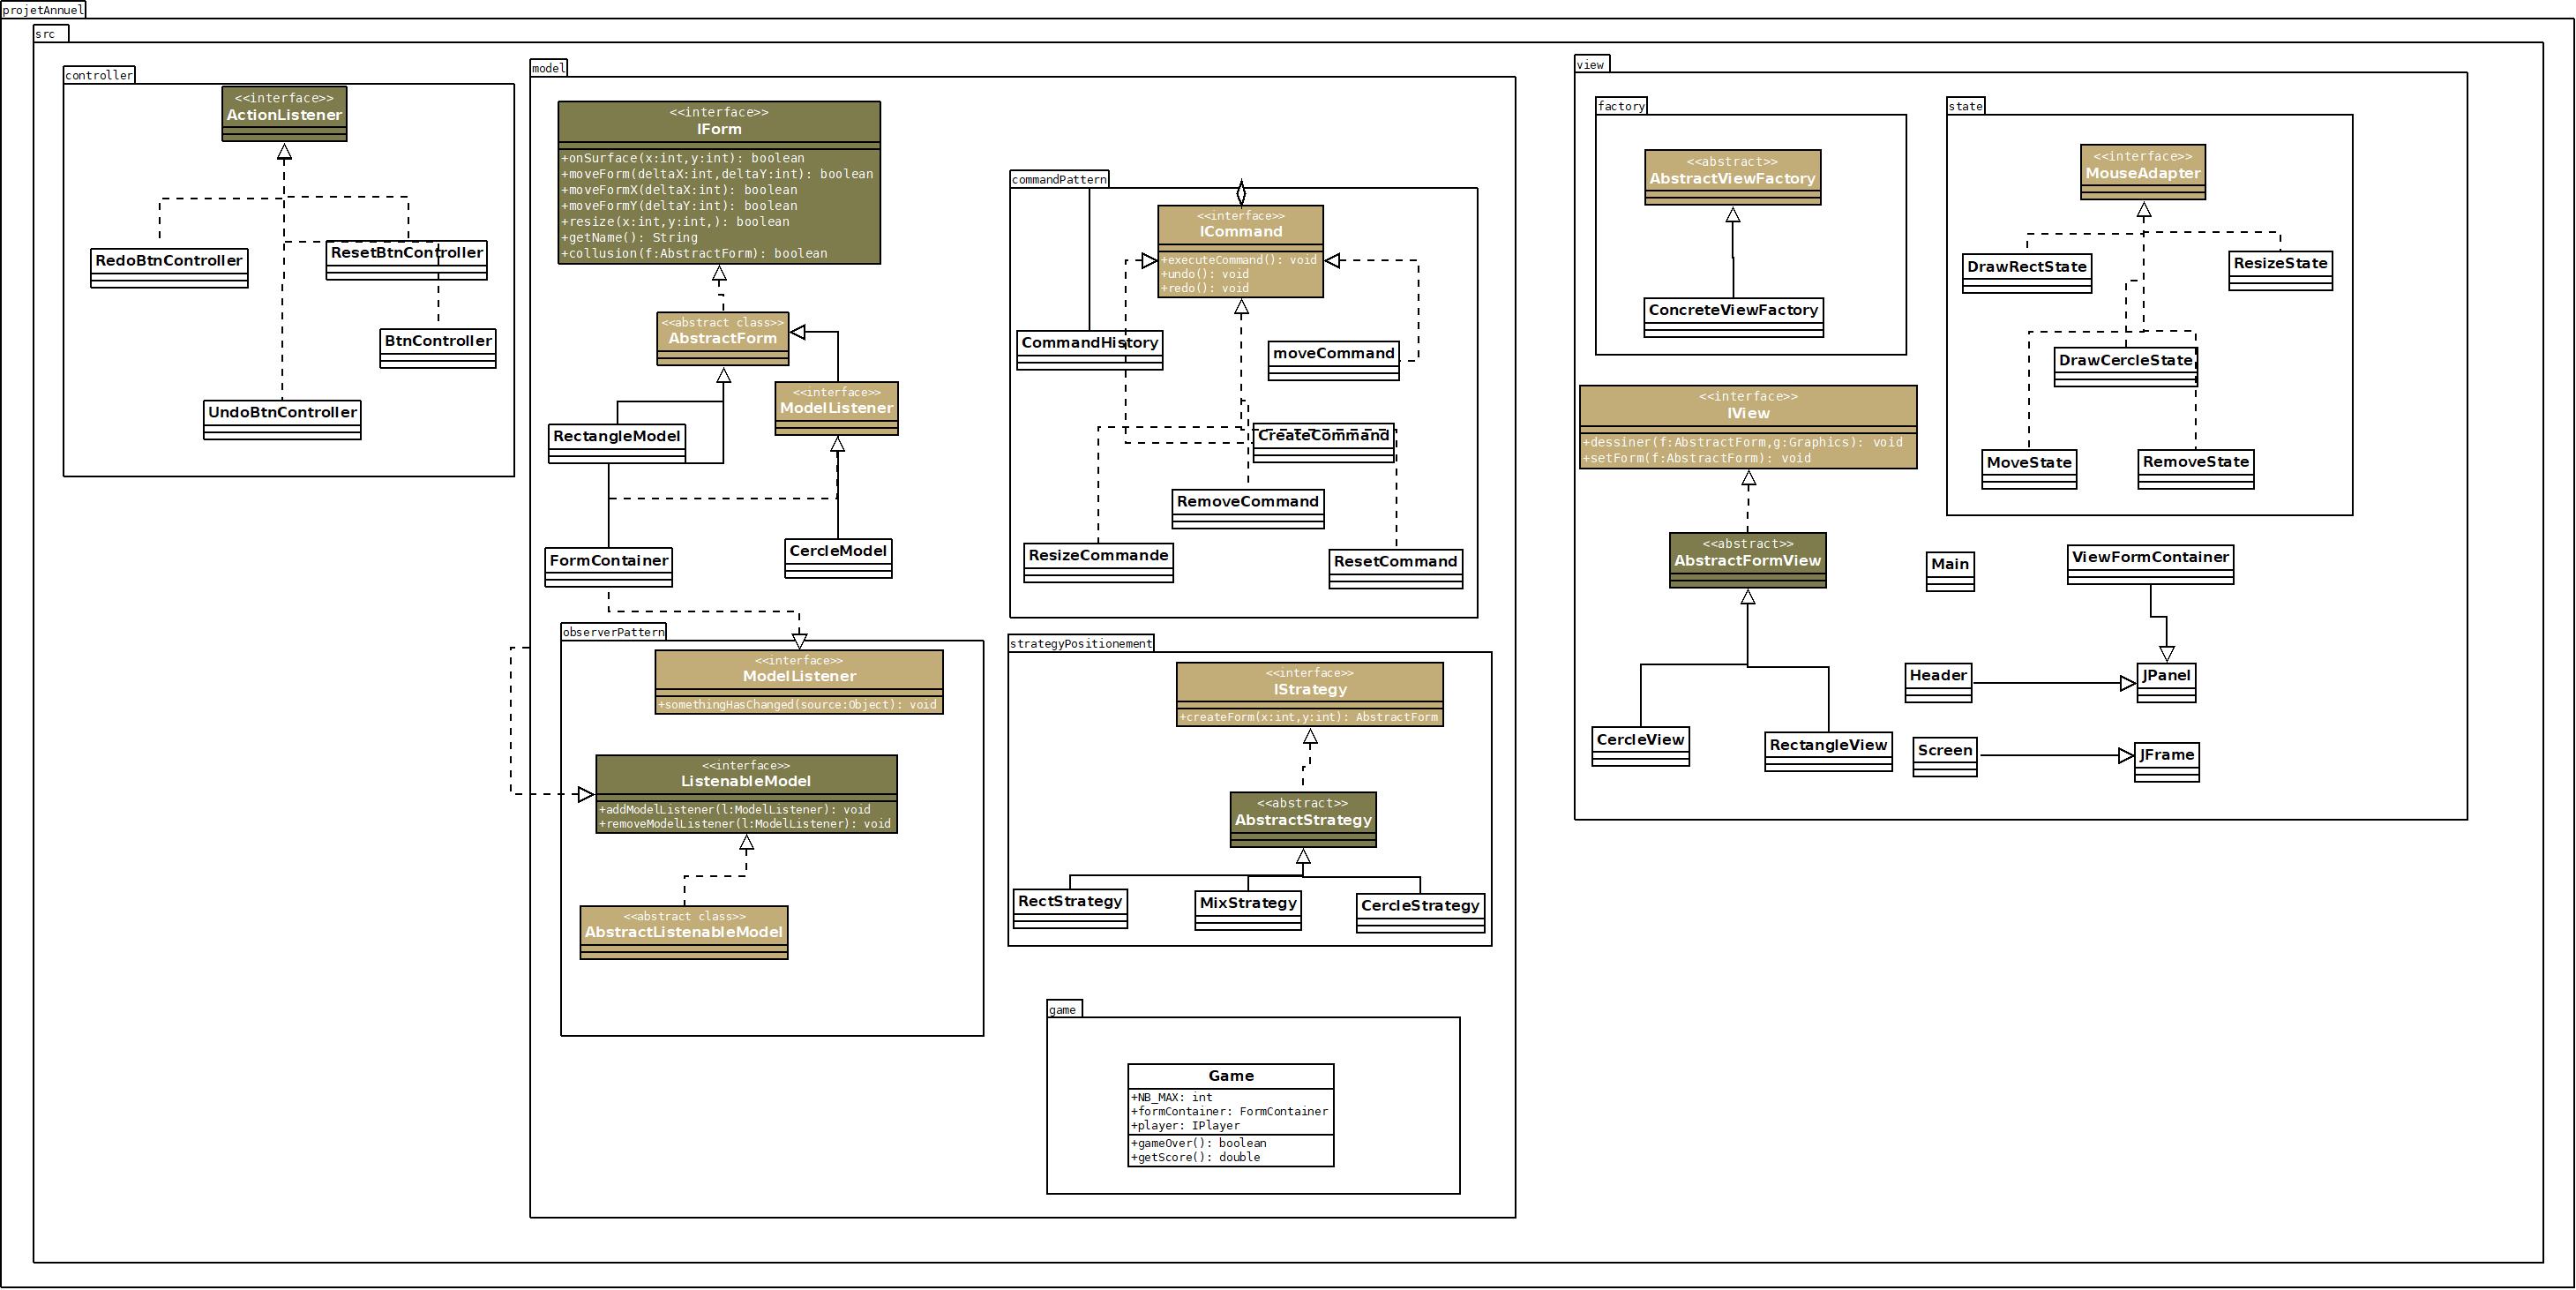 projetAnnuel
src
controller
<<interface>>
ActionListener
RedoBtnController
ResetBtnController
BtnController
UndoBtnController
model
<<interface>>
IForm
+onSurface(x:int,y:int): boolean
+moveForm(deltaX:int,deltaY:int): boolean
+moveFormX(deltaX:int): boolean
+moveFormY(deltaY:int): boolean
+resize(x:int,y:int,): boolean
+getName(): String
+collusion(f:AbstractForm): boolean
<<abstract class>>
AbstractForm
<<interface>>
ModelListener
RectangleModel
FormContainer
CercleModel
observerPattern
<<interface>>
ModelListener
+somethingHasChanged(source:Object): void
<<interface>>
ListenableModel
+addModelListener(l:ModelListener): void
+removeModelListener(l:ModelListener): void
<<abstract class>>
AbstractListenableModel
commandPattern
<<interface>>
ICommand
+executeCommand(): void
+undo(): void
+redo(): void
CommandHistory
moveCommand
CreateCommand
RemoveCommand
ResizeCommande
ResetCommand
strategyPositionement
<<interface>>
IStrategy
+createForm(x:int,y:int): AbstractForm
<<abstract>>
AbstractStrategy
RectStrategy
MixStrategy
CercleStrategy
game
Game
+NB_MAX: int
+formContainer: FormContainer
+player: IPlayer
+gameOver(): boolean
+getScore(): double
view
factory
<<abstract>>
AbstractViewFactory
ConcreteViewFactory
state
<<interface>>
MouseAdapter
DrawRectState
ResizeState
DrawCercleState
MoveState
RemoveState
<<interface>>
IView
+dessiner(f:AbstractForm,g:Graphics): void
+setForm(f:AbstractForm): void
<<abstract>>
AbstractFormView
CercleView
RectangleView
Main
ViewFormContainer
Header
JPanel
Screen
JFrame